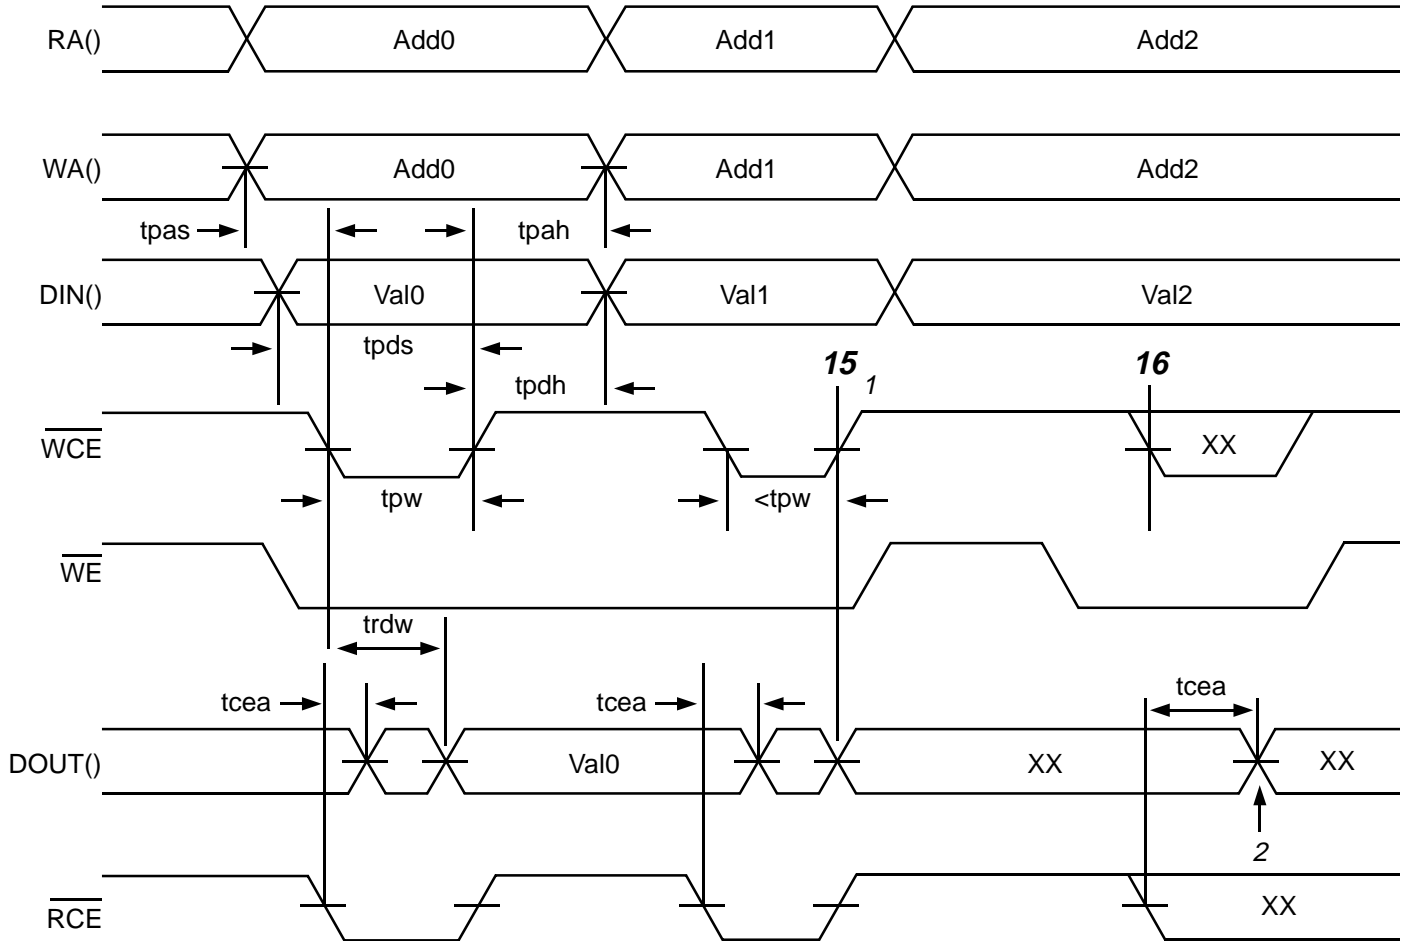 RA() Add0 Add1 Add2
WA() Add0 Add1 Add2
tpas tpah
DIN() Val0 Val1 Val2
tpds
15 16
tpdh 1
WCE XX
tpw <tpw
WE
trdw
tcea tcea tcea
DOUT() Val0 XX XX
2
RCE XX